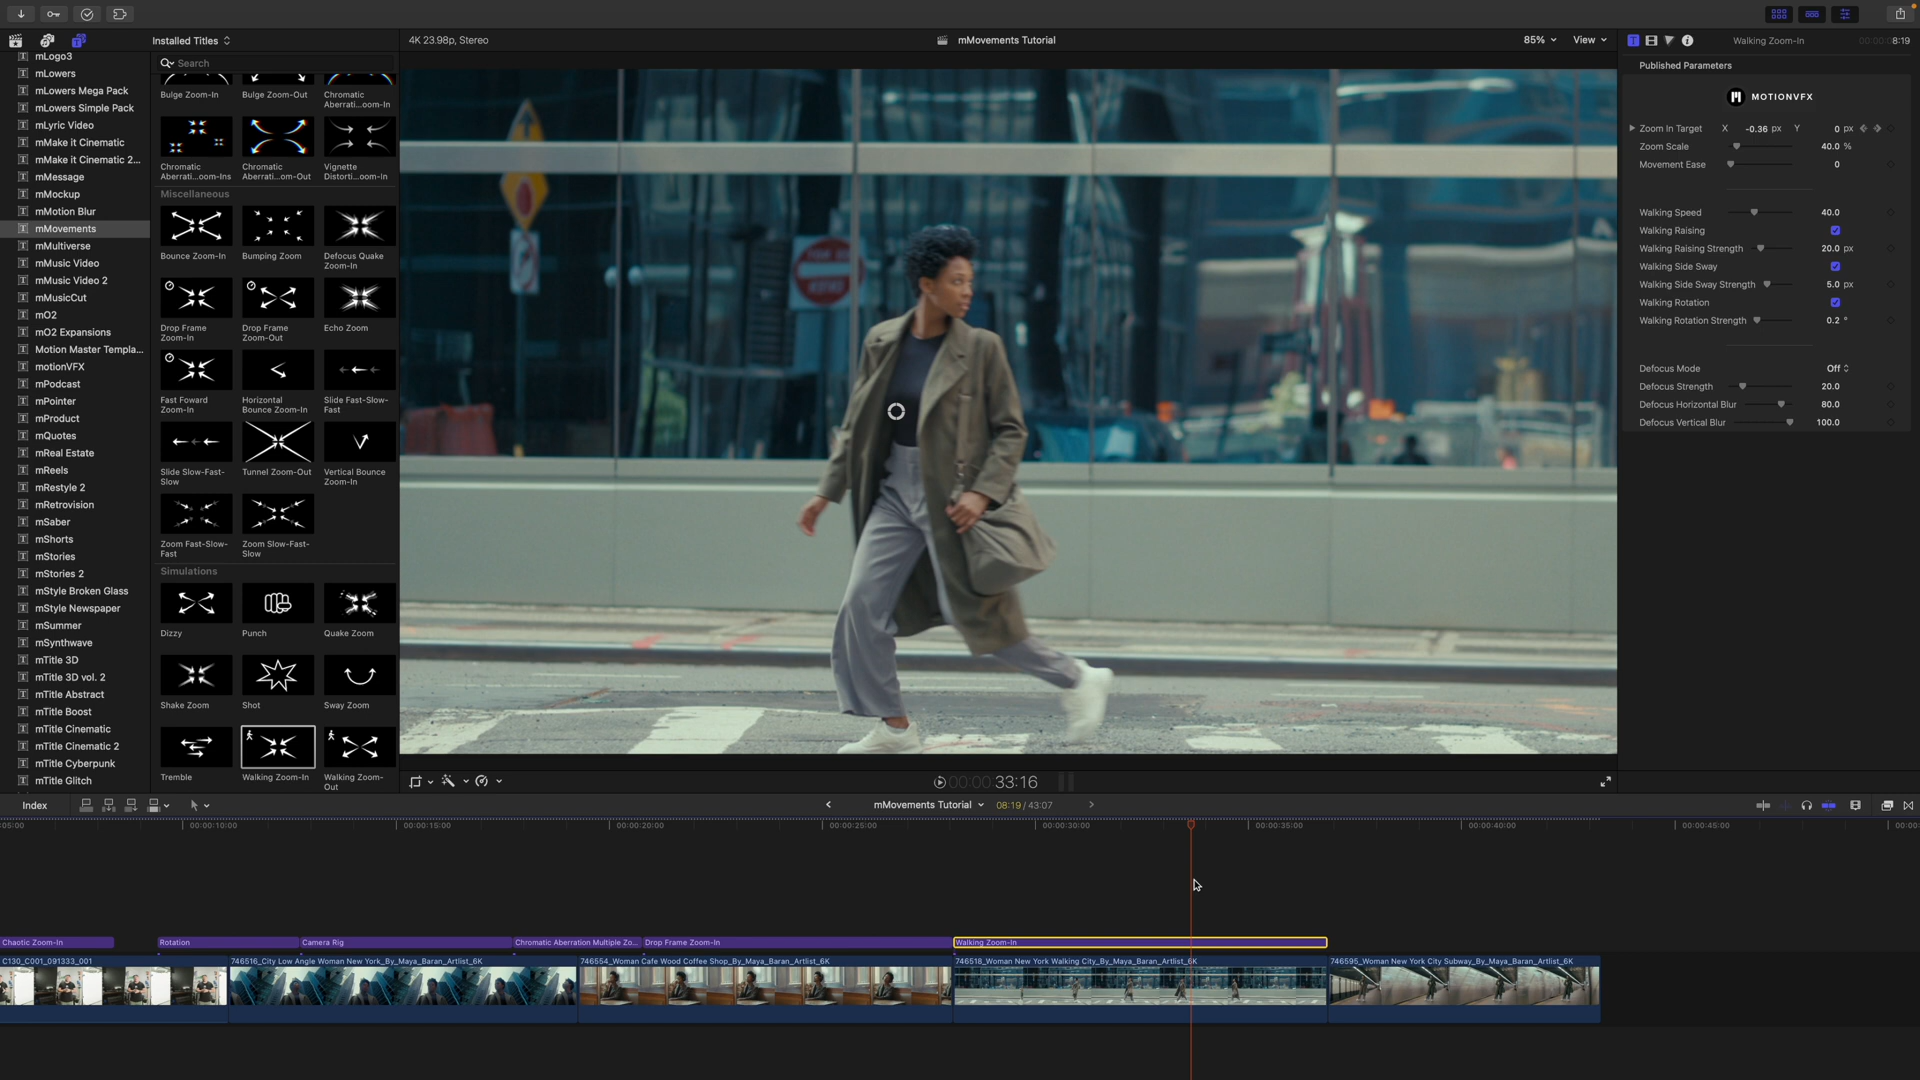 Installed Titles
4K 23.98p, Stereo
mMovements Tutorial
85%
View
Walking Zoom-In
00:00:08:19
mLogo3
mLowers
mLowers Mega Pack
mLowers Simple Pack
mLyric Video
mMake it Cinematic
mMake it Cinematic 2...
mMessage
mMockup
mMotion Blur
mMovements
mMultiverse
mMusic Video
mMusic Video 2
mMusicCut
mO2
mO2 Expansions
Motion Master Templa...
motionVFX
mPodcast
mPointer
mProduct
mQuotes
mReal Estate
mReels
mRestyle 2
mRetrovision
mSaber
mShorts
mStories
mStories 2
mStyle Broken Glass
mStyle Newspaper
mSummer
mSynthwave
mTitle 3D
mTitle 3D vol. 2
mTitle Abstract
mTitle Boost
mTitle Cinematic
mTitle Cinematic 2
mTitle Cyberpunk
mTitle Glitch
Search
Bulge Zoom-In
Bulge Zoom-Out
Chromatic
Aberrati...oom-In
Chromatic
Aberrati...om-Ins
Chromatic
Aberrati...om-Out
Vignette
Distorti...oom-In
Miscellaneous
Bounce Zoom-In
Bumping Zoom
Defocus Quake
Zoom-In
Drop Frame
Zoom-In
Drop Frame
Zoom-Out
Echo Zoom
Fast Foward
Zoom-In
Horizontal
Bounce Zoom-In
Slide Fast-Slow-
Fast
Slide Slow-Fast-
Slow
Tunnel Zoom-Out
Vertical Bounce
Zoom-In
Zoom Fast-Slow-
Fast
Zoom Slow-Fast-
Slow
Simulations
Dizzy
Punch
Quake Zoom
Shake Zoom
Shot
Sway Zoom
Tremble
Walking Zoom-In
Walking Zoom-
Out
Published Parameters
MOTIONVFX
Zoom In Target X -0.36 px Y 0 px
Zoom Scale 40.0 %
Movement Ease 0
Walking Speed 40.0
Walking Raising
Walking Raising Strength 20.0 px
Walking Side Sway
Walking Side Sway Strength 5.0 px
Walking Rotation
Walking Rotation Strength 0.2 °
Defocus Mode Off
Defocus Strength 20.0
Defocus Horizontal Blur 80.0
Defocus Vertical Blur 100.0
00:00:33:16
Index
mMovements Tutorial
08:19 / 43:07
:05:00
00:00:10:00
00:00:15:00
00:00:20:00
00:00:25:00
00:00:30:00
00:00:35:00
00:00:40:00
00:00:45:00
00:00:
Chaotic Zoom-In
Rotation
Camera Rig
Chromatic Aberration Multiple Zo...
Drop Frame Zoom-In
Walking Zoom-In
C130_C001_091333_001
746516_City Low Angle Woman New York_By_Maya_Baran_Artlist_6K
746554_Woman Cafe Wood Coffee Shop_By_Maya_Baran_Artlist_6K
746518_Woman New York Walking City_By_Maya_Baran_Artlist_6K
746595_Woman New York City Subway_By_Maya_Baran_Artlist_6K